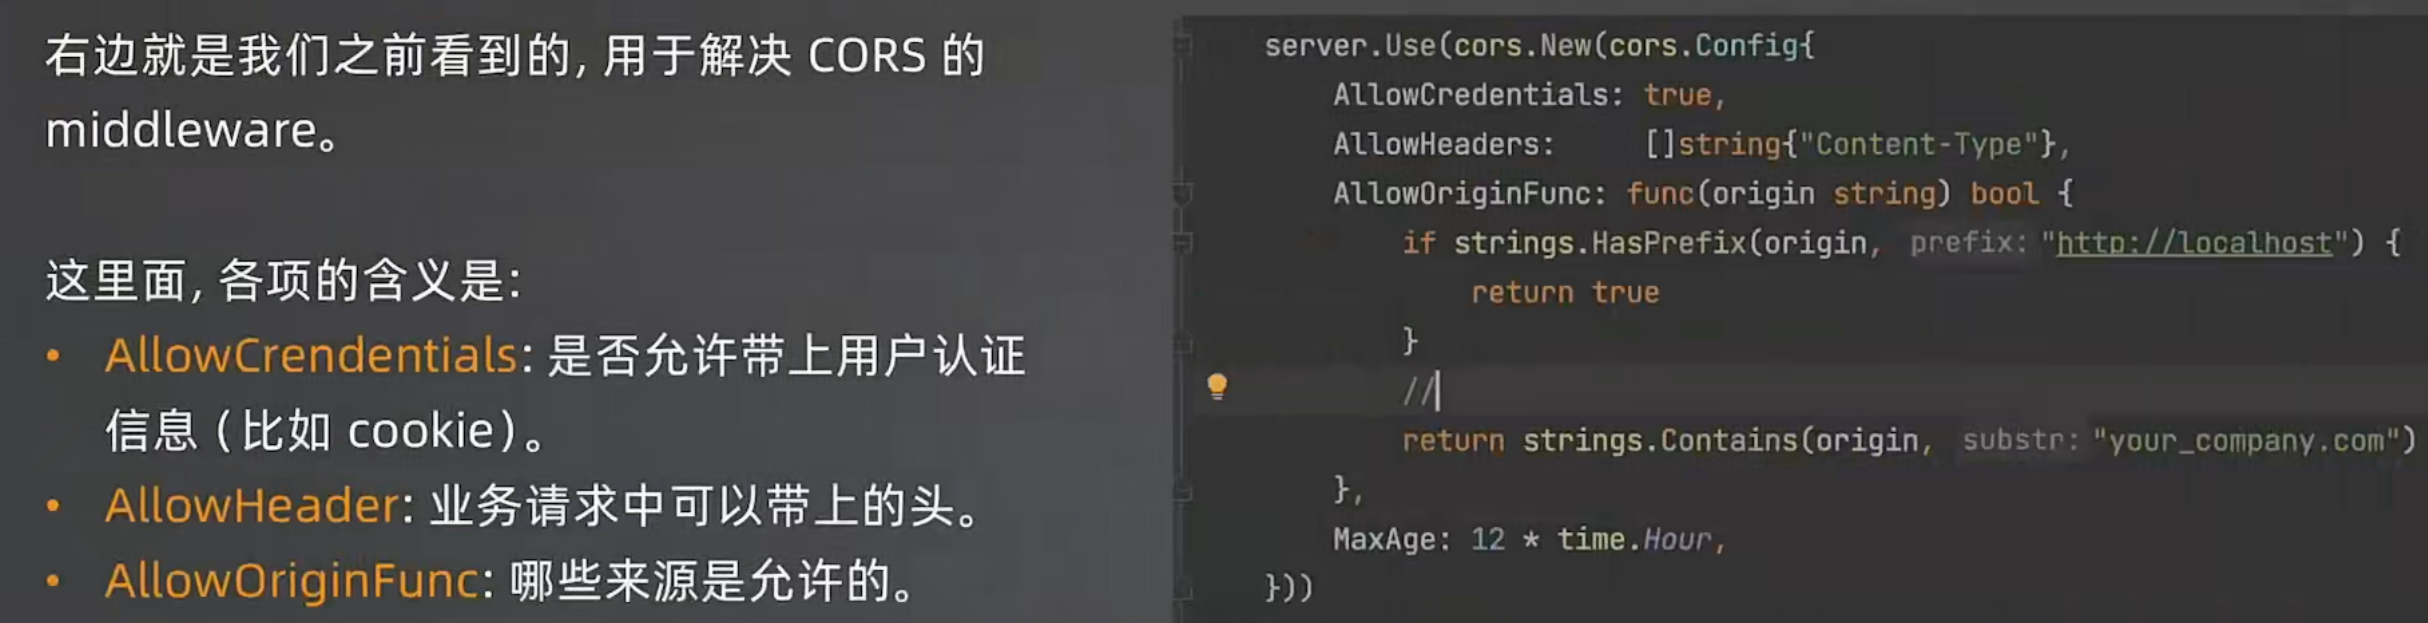 右边就是我们之前看到的，用于解决 CORS 的
middleware。
这里面，各项的含义是：
• AllowCrendentials: 是否允许带上用户认证
信息（比如 cookie）。
• AllowHeader: 业务请求中可以带上的头。
• AllowOriginFunc: 哪些来源是允许的。
server.Use(cors.New(cors.Config{
    AllowCredentials: true,
    AllowHeaders:     []string{"Content-Type"},
    AllowOriginFunc: func(origin string) bool {
        if strings.HasPrefix(origin, prefix: "http://localhost") {
            return true
        }
        //
        return strings.Contains(origin, substr: "your_company.com")
    },
    MaxAge: 12 * time.Hour,
}))